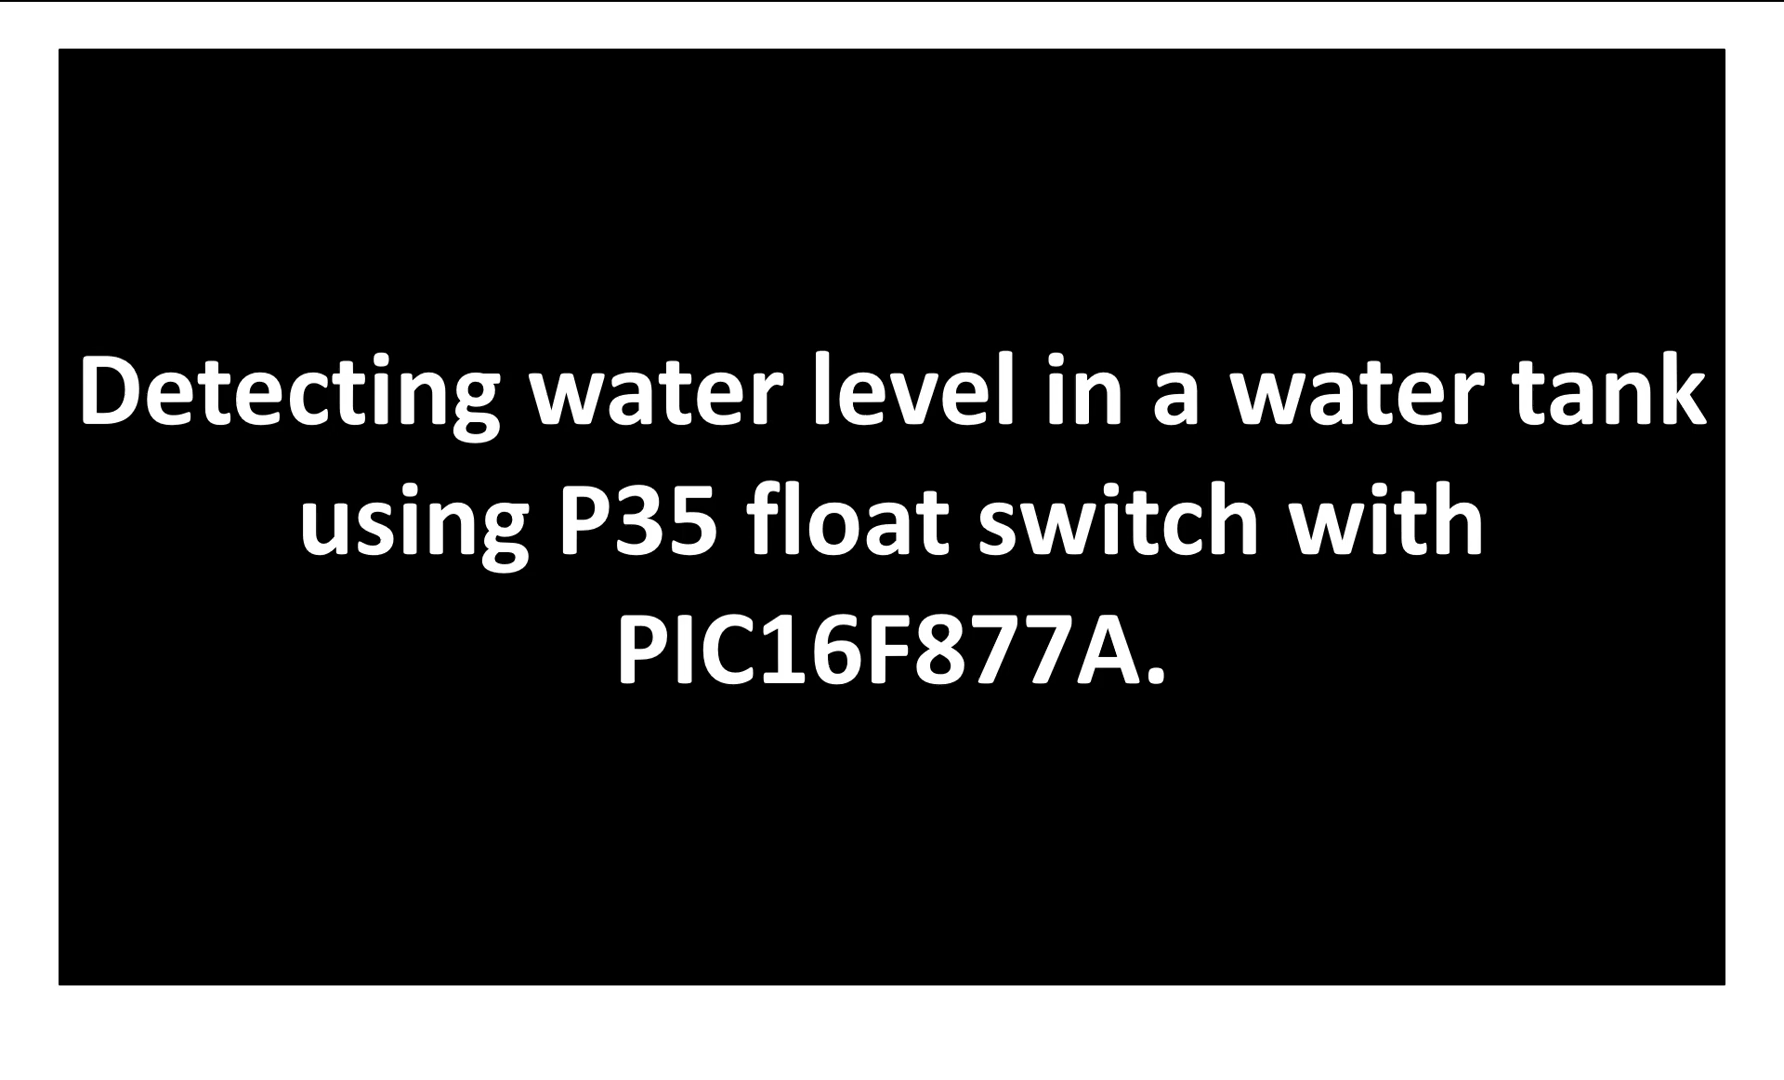 Detecting water level in a water tank
using P35 float switch with
PIC16F877A.